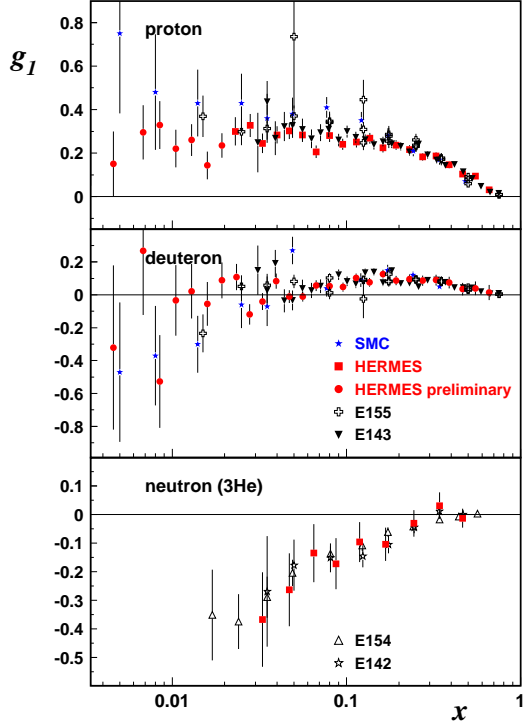 g1
proton
0.8
0.6
0.4
0.2
0
deuteron
0.2
0
-0.2
-0.4
-0.6
-0.8
SMC
HERMES
HERMES preliminary
E155
E143
neutron (3He)
0.1
0
-0.1
-0.2
-0.3
-0.4
-0.5
E154
E142
0.01
0.1
1
x